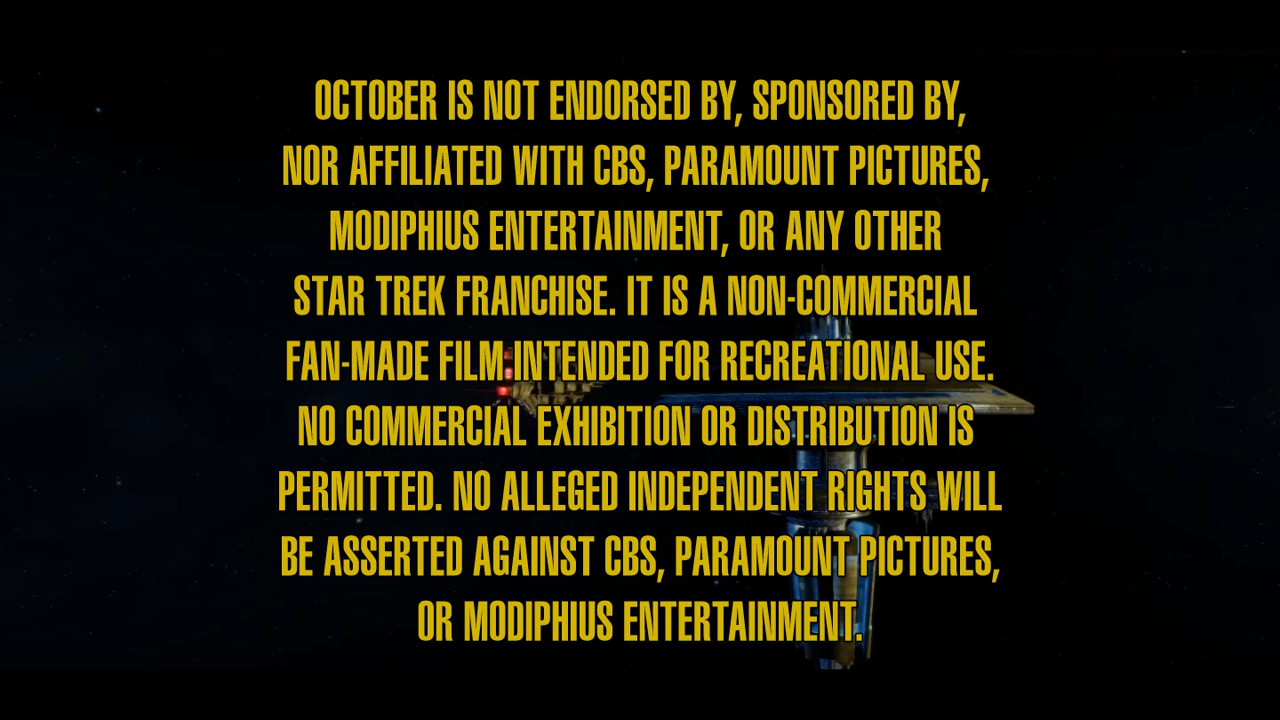 OCTOBER IS NOT ENDORSED BY, SPONSORED BY,
NOR AFFILIATED WITH CBS, PARAMOUNT PICTURES,
MODIPHIUS ENTERTAINMENT, OR ANY OTHER
STAR TREK FRANCHISE. IT IS A NON-COMMERCIAL
FAN-MADE FILM INTENDED FOR RECREATIONAL USE.
NO COMMERCIAL EXHIBITION OR DISTRIBUTION IS
PERMITTED. NO ALLEGED INDEPENDENT RIGHTS WILL
BE ASSERTED AGAINST CBS, PARAMOUNT PICTURES,
OR MODIPHIUS ENTERTAINMENT.